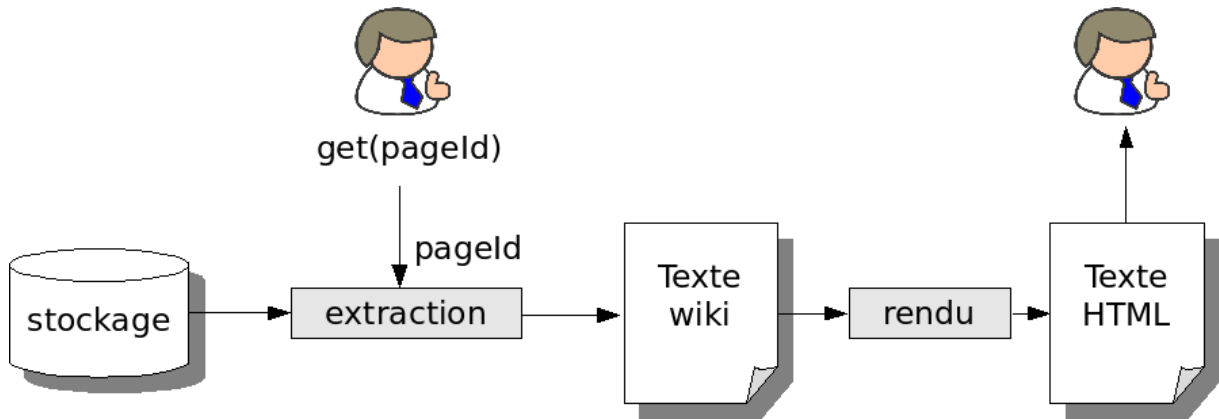 get(pageId)
pageId
stockage
extraction
Texte
wiki
rendu
Texte
HTML